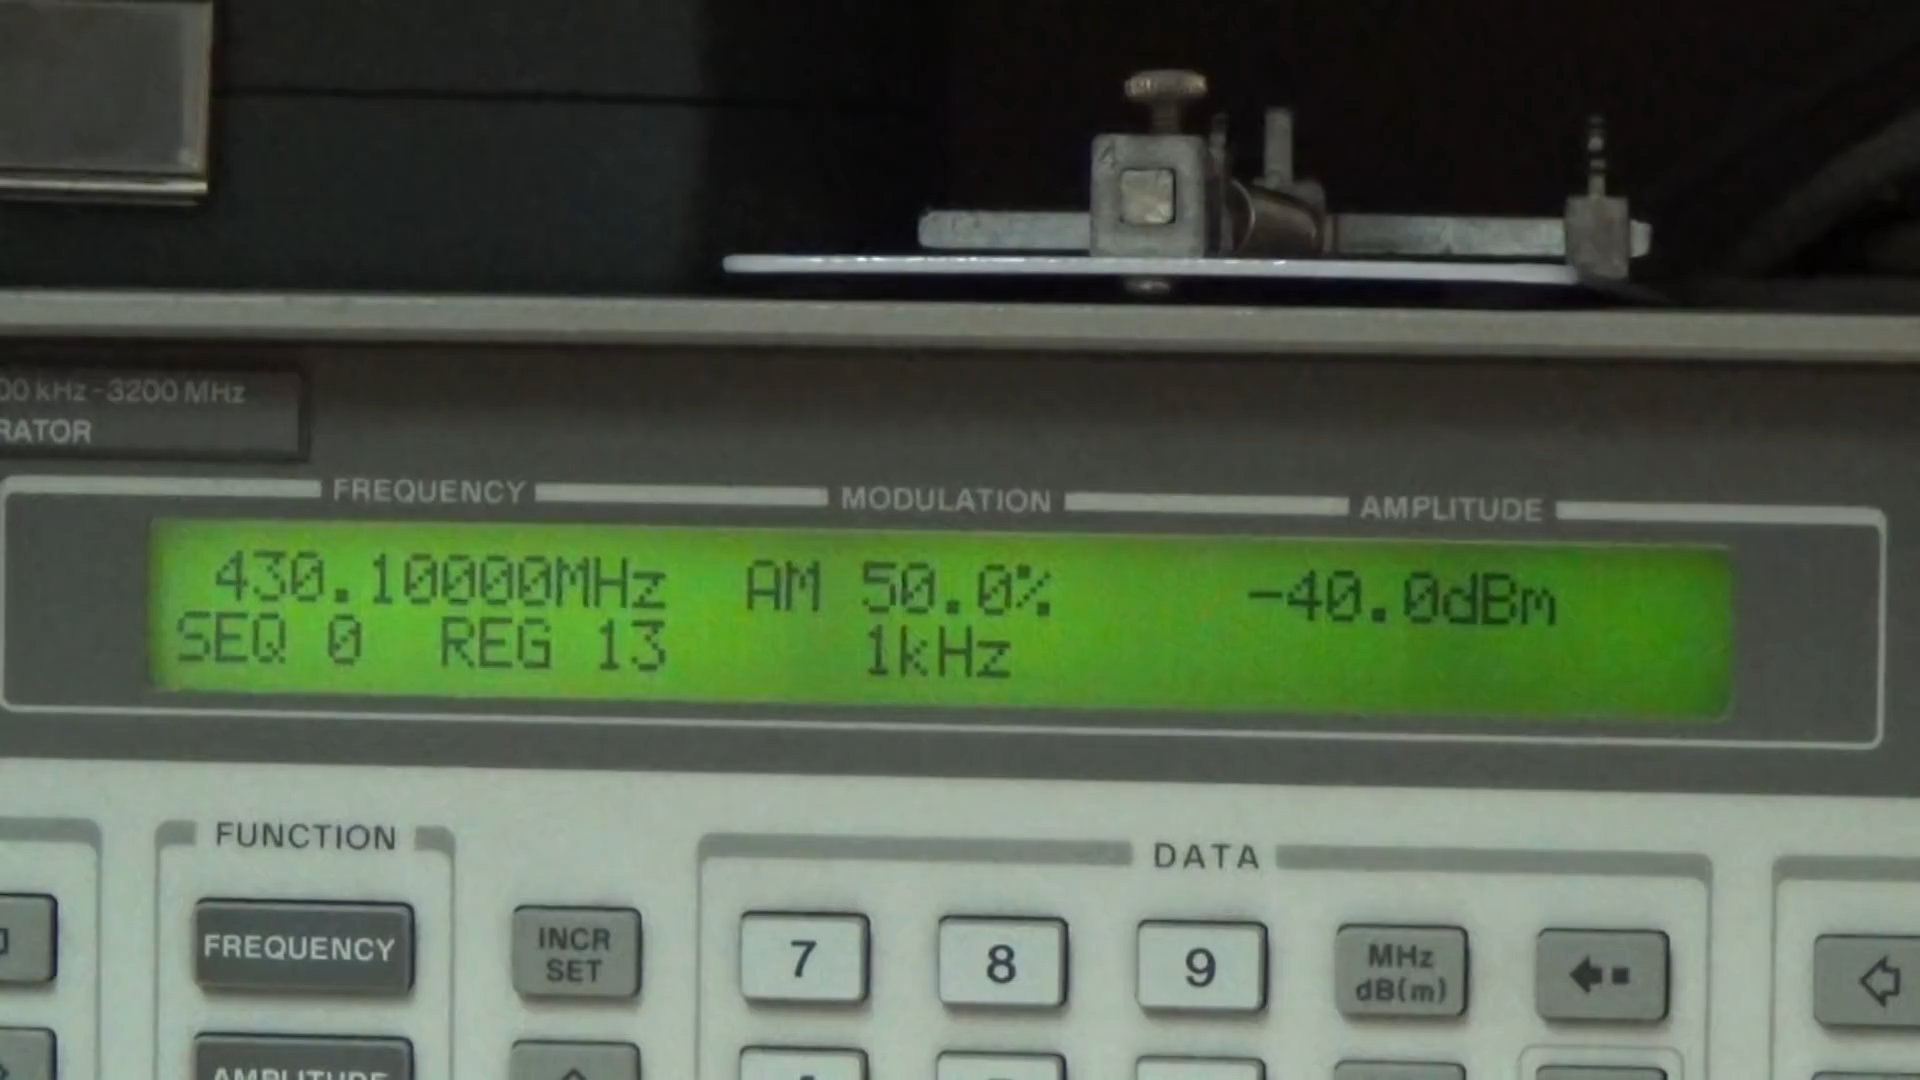 00 kHz-3200 MHz
RATOR
FREQUENCY MODULATION AMPLITUDE
430.10000MHz AM 50.0% -40.0dBm
SEQ 0 REG 13 1kHz
FUNCTION DATA
FREQUENCY INCR SET 7 8 9 MHz dB(m)
AMPLITUDE